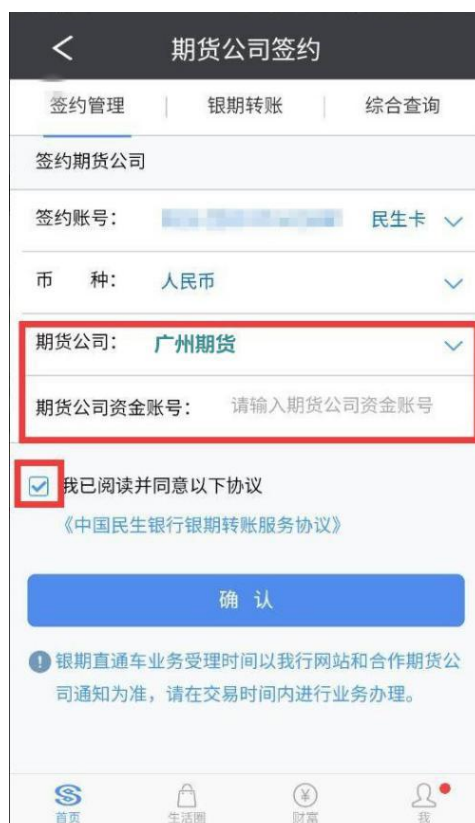 期货公司签约
签约管理 银期转账 综合查询
签约期货公司
签约账号： 民生卡
币 种： 人民币
期货公司： 广州期货
期货公司资金账号： 请输入期货公司资金账号
我已阅读并同意以下协议
《中国民生银行银期转账服务协议》
确 认
银期直通车业务受理时间以我行网站和合作期货公
司通知为准，请在交易时间内进行业务办理。
首页 生活圈 财富 我